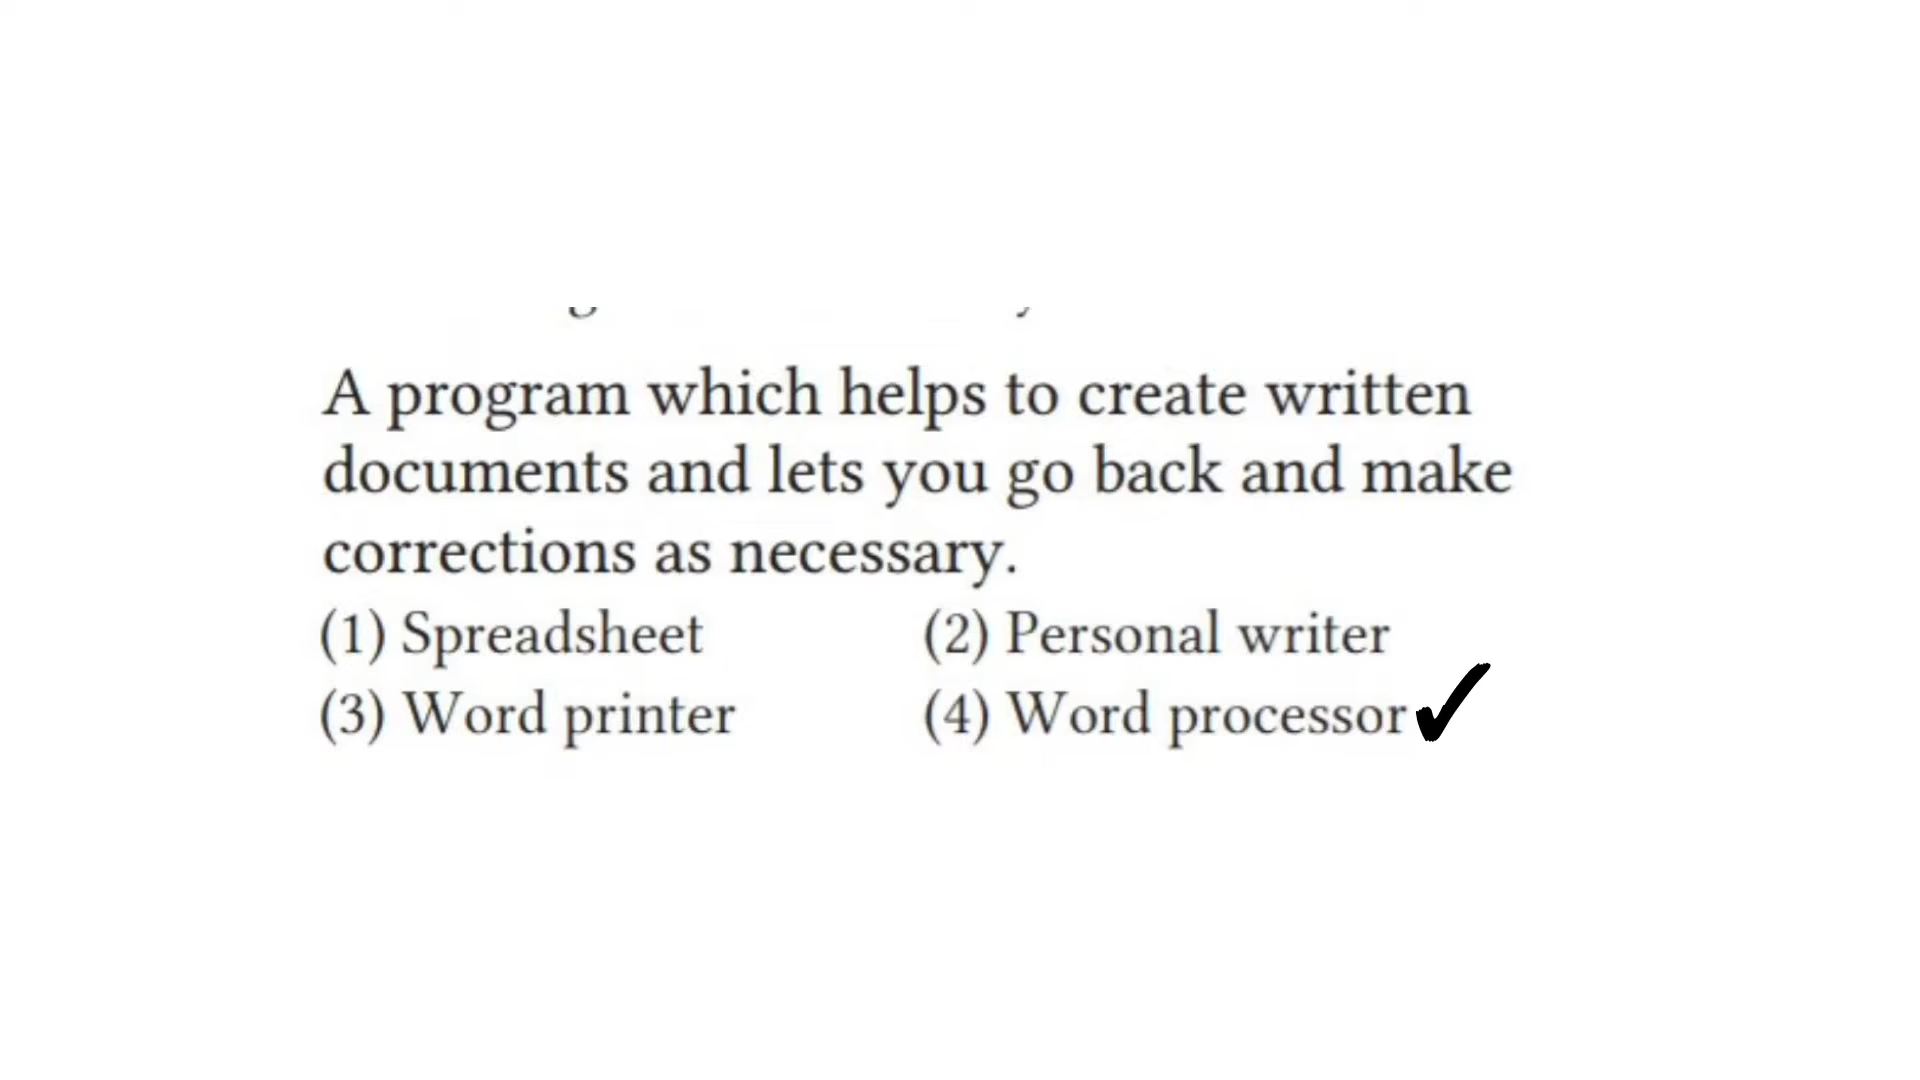 A program which helps to create written
documents and lets you go back and make
corrections as necessary.
(1) Spreadsheet (2) Personal writer
(3) Word printer (4) Word processor